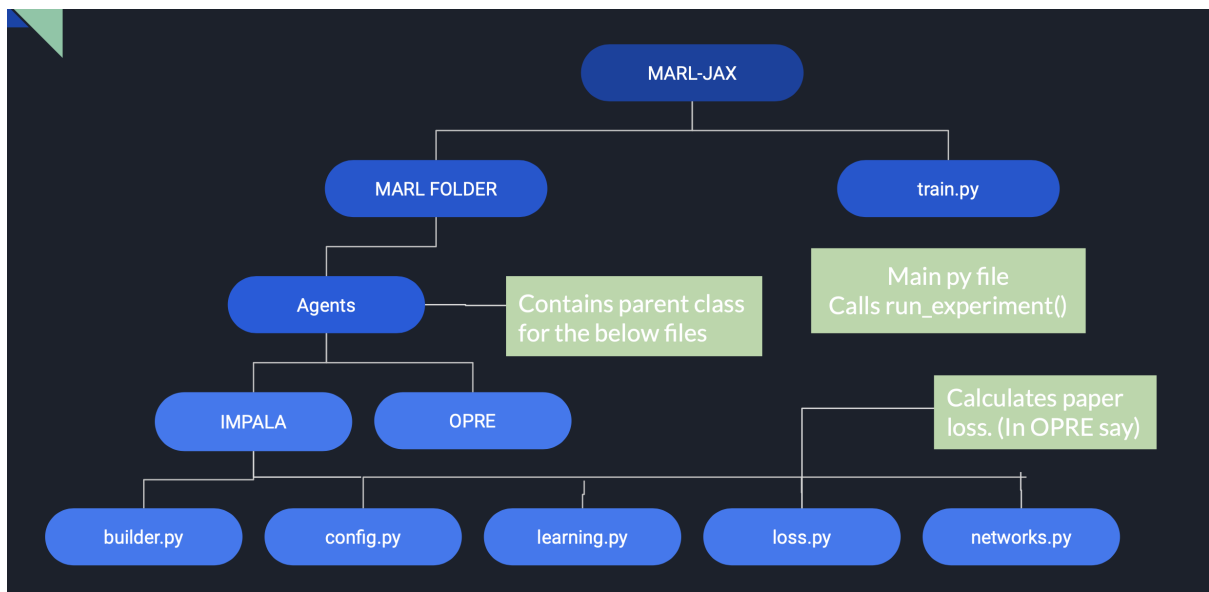 MARL-JAX
MARL FOLDER
train.py
Main py file
Calls run_experiment()
Agents
Contains parent class
for the below files
Calculates paper
loss. (In OPRE say)
IMPALA
OPRE
builder.py
config.py
learning.py
loss.py
networks.py